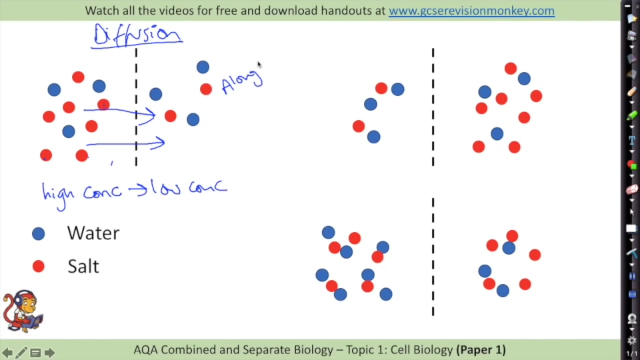 Watch all the videos for free and download handouts at www.gcserevisionmonkey.com
Diffusion
Along
high conc → low conc
Water
Salt
AQA Combined and Separate Biology – Topic 1: Cell Biology (Paper 1)